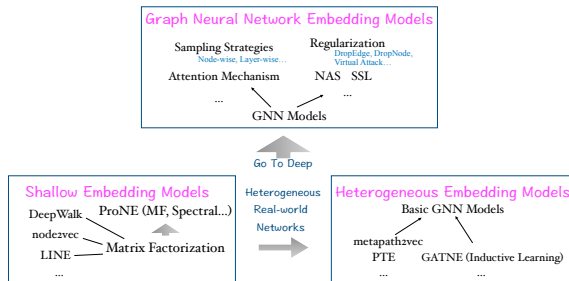 Graph Neural Network Embedding Models
Sampling Strategies
Node-wise, Layer-wise...
Attention Mechanism
...
Regularization
DropEdge, DropNode,
Virtual Attack...
NAS SSL
...
GNN Models
Go To Deep
Shallow Embedding Models
DeepWalk
ProNE (MF, Spectral...)
node2vec
Matrix Factorization
LINE
...
Heterogeneous
Real-world
Networks
Heterogeneous Embedding Models
Basic GNN Models
metapath2vec
PTE
GATNE (Inductive Learning)
...
...